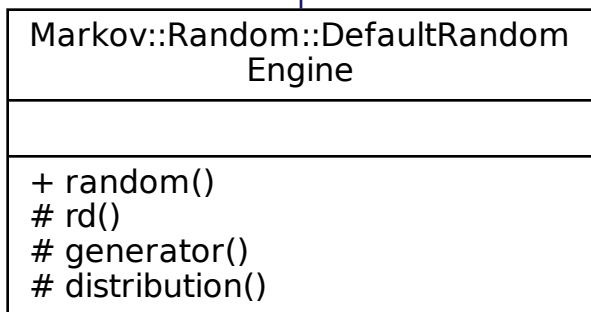 Markov::Random::DefaultRandom
Engine
+ random()
# rd()
# generator()
# distribution()